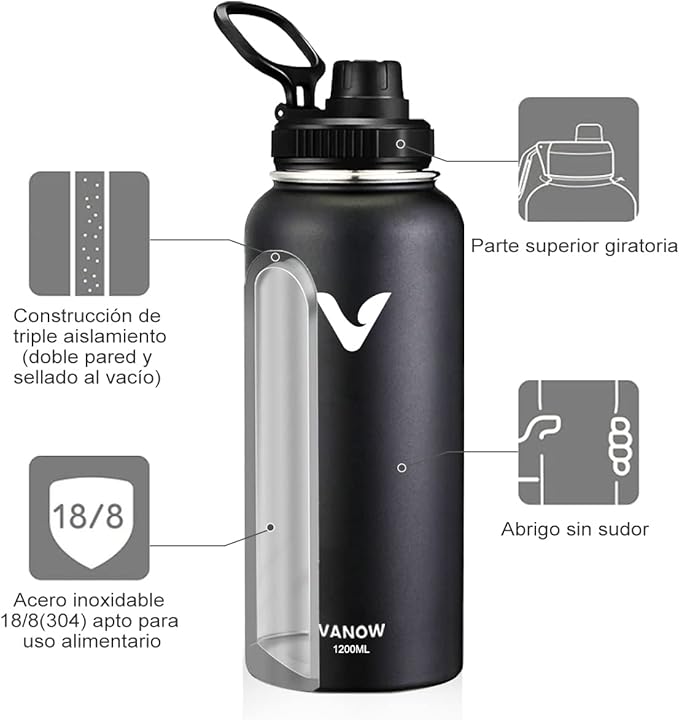 Parte superior giratoria
Construcción de
triple aislamiento
(doble pared y
sellado al vacío)
Abrigo sin sudor
18/8
Acero inoxidable
18/8(304) apto para
uso alimentario
VANOW
1200ML